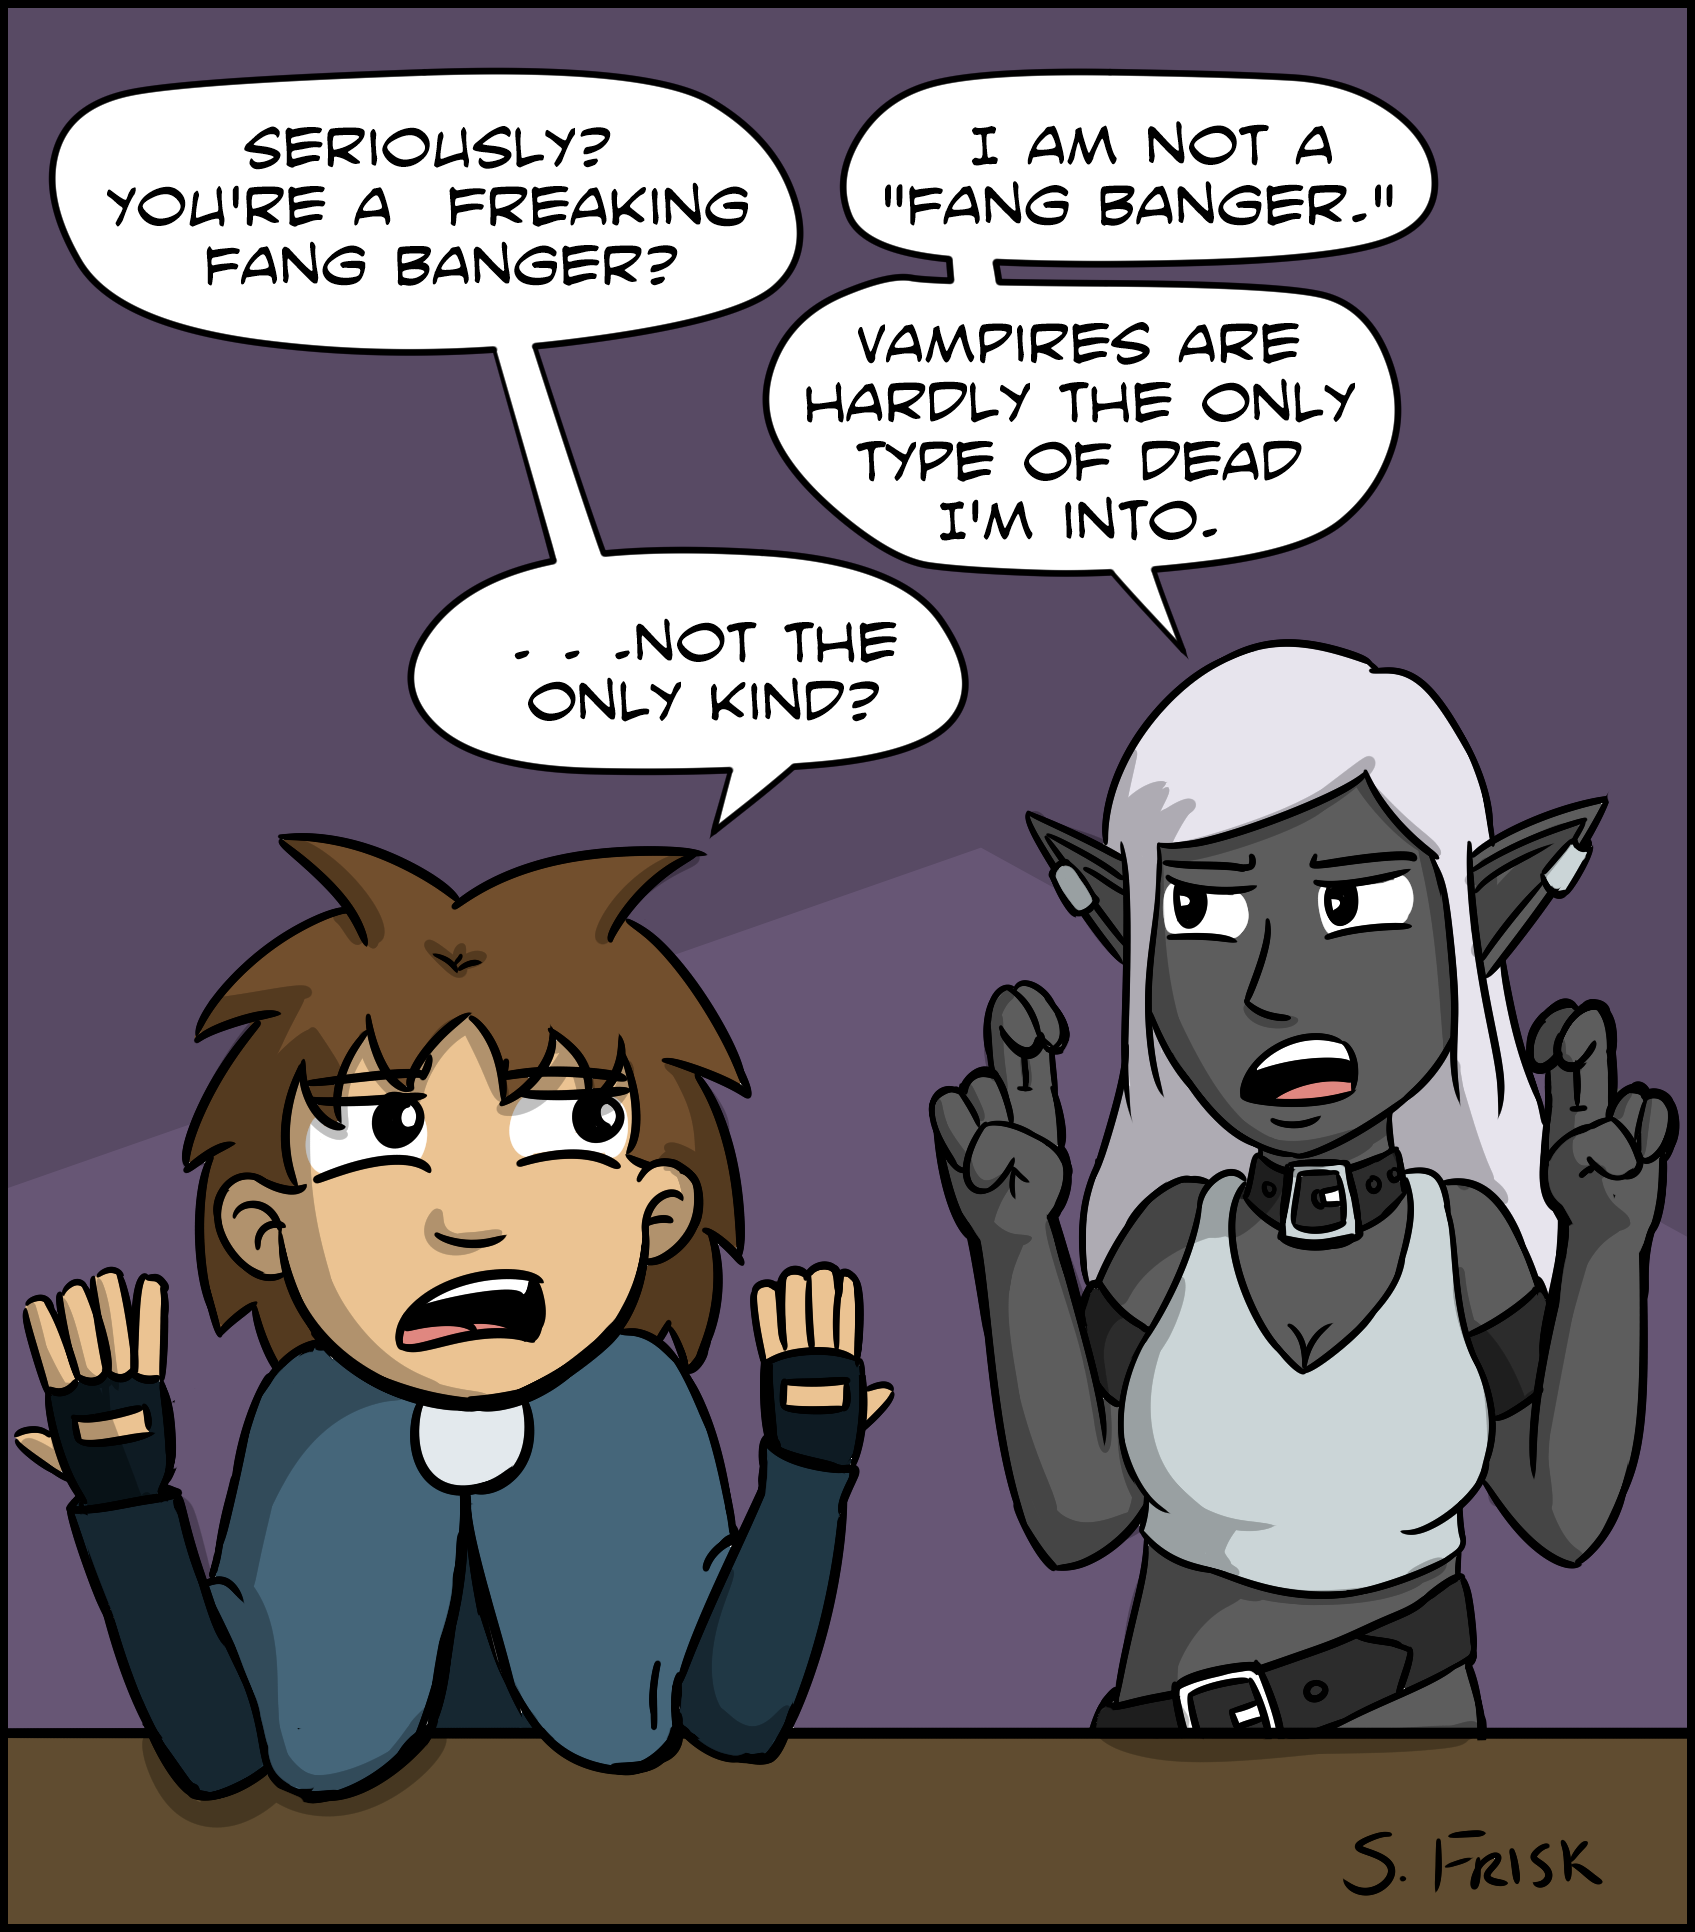 SERIOUSLY?
YOU'RE A FREAKING
FANG BANGER?
I AM NOT A
"FANG BANGER."
VAMPIRES ARE
HARDLY THE ONLY
TYPE OF DEAD
I'M INTO.
. . .NOT THE
ONLY KIND?
S. FRISK